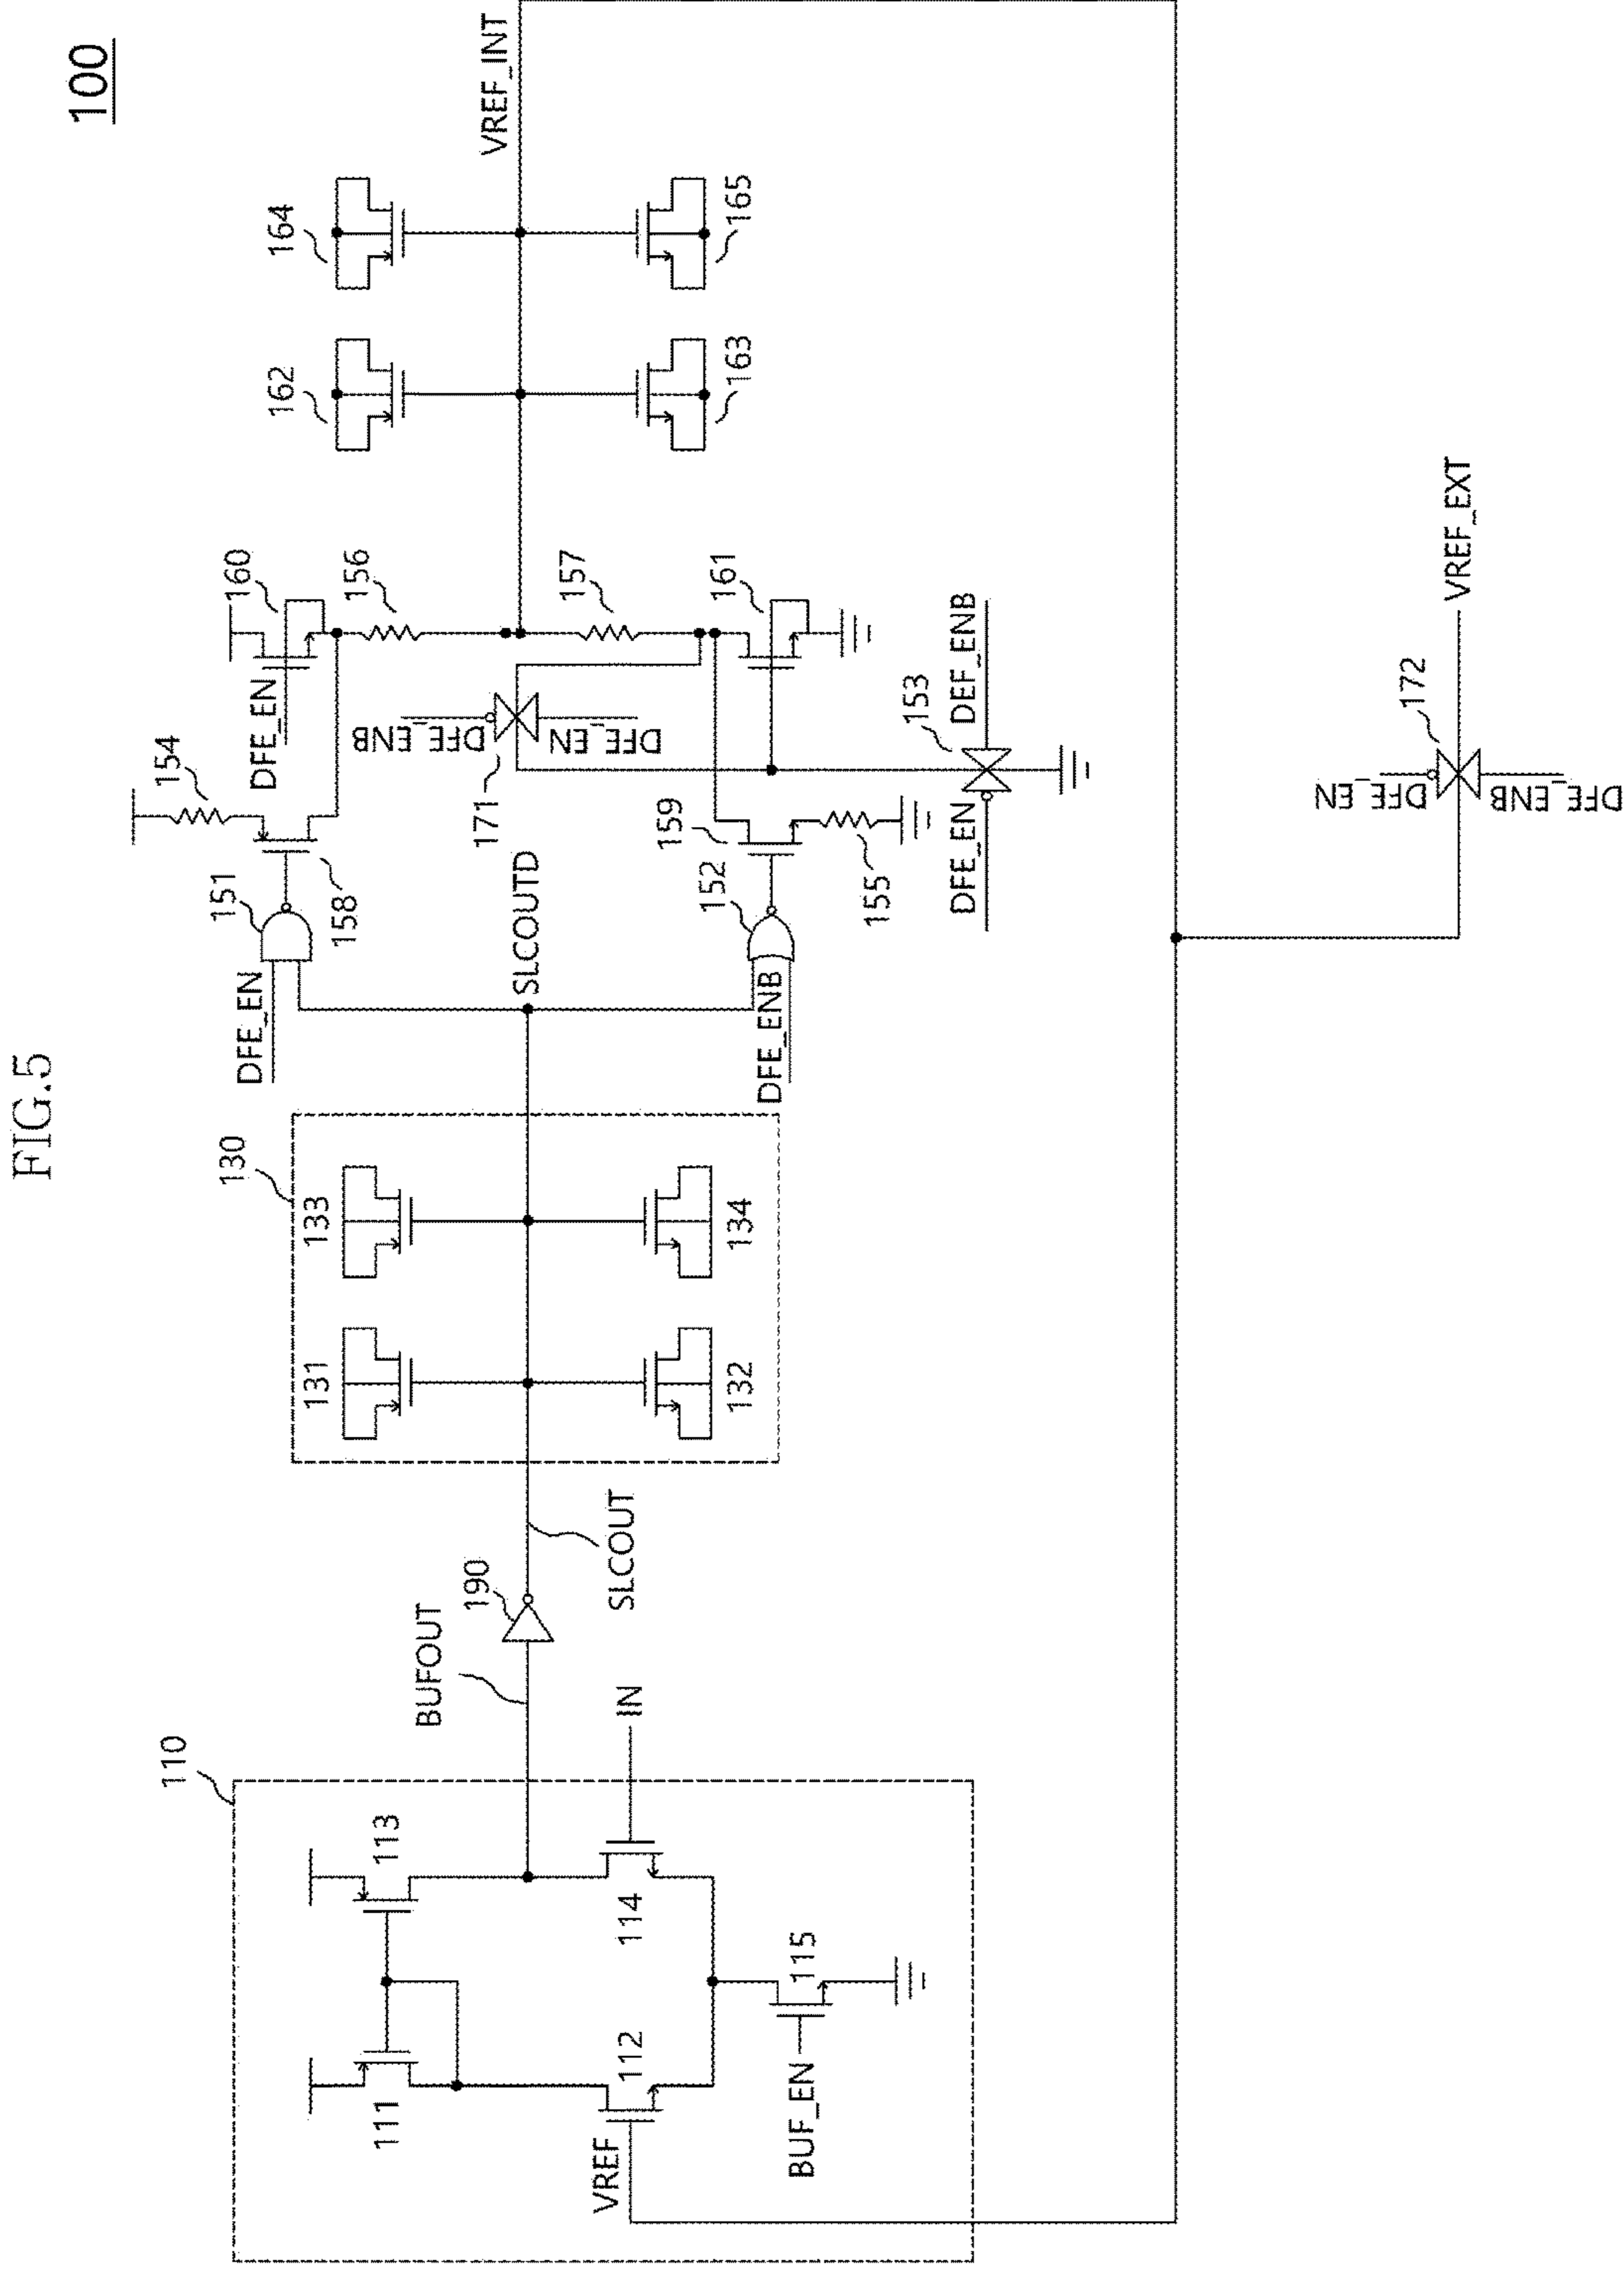 FIG.5
100
110
111
113
VREF
112
114
BUF_EN
115
IN
BUFOUT
190
SLCOUT
130
131
133
132
134
SLCOUTD
DFE_EN
151
158
154
DFE_EN
160
156
DFE_ENB
DFE_EN
171
157
DFE_ENB
152
159
155
161
DFE_EN
153
DEF_ENB
162
164
163
165
VREF_INT
DFE_EN
DFE_ENB
172
VREF_EXT